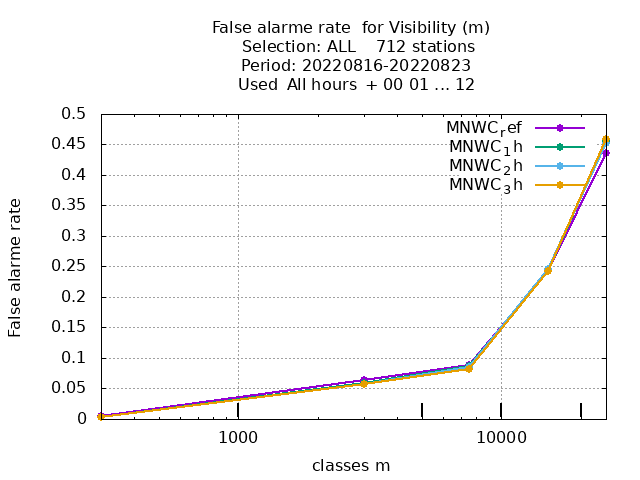 False alarme rate for Visibility (m)
Selection: ALL 712 stations
Period: 20220816-20220823
Used All hours + 00 01 ... 12
0.5
0.45
0.4
0.35
0.3
0.25
0.2
0.15
0.1
0.05
0
False alarme rate
MNWC_ref
MNWC_1h
MNWC_2h
MNWC_3h
1000 10000
classes m